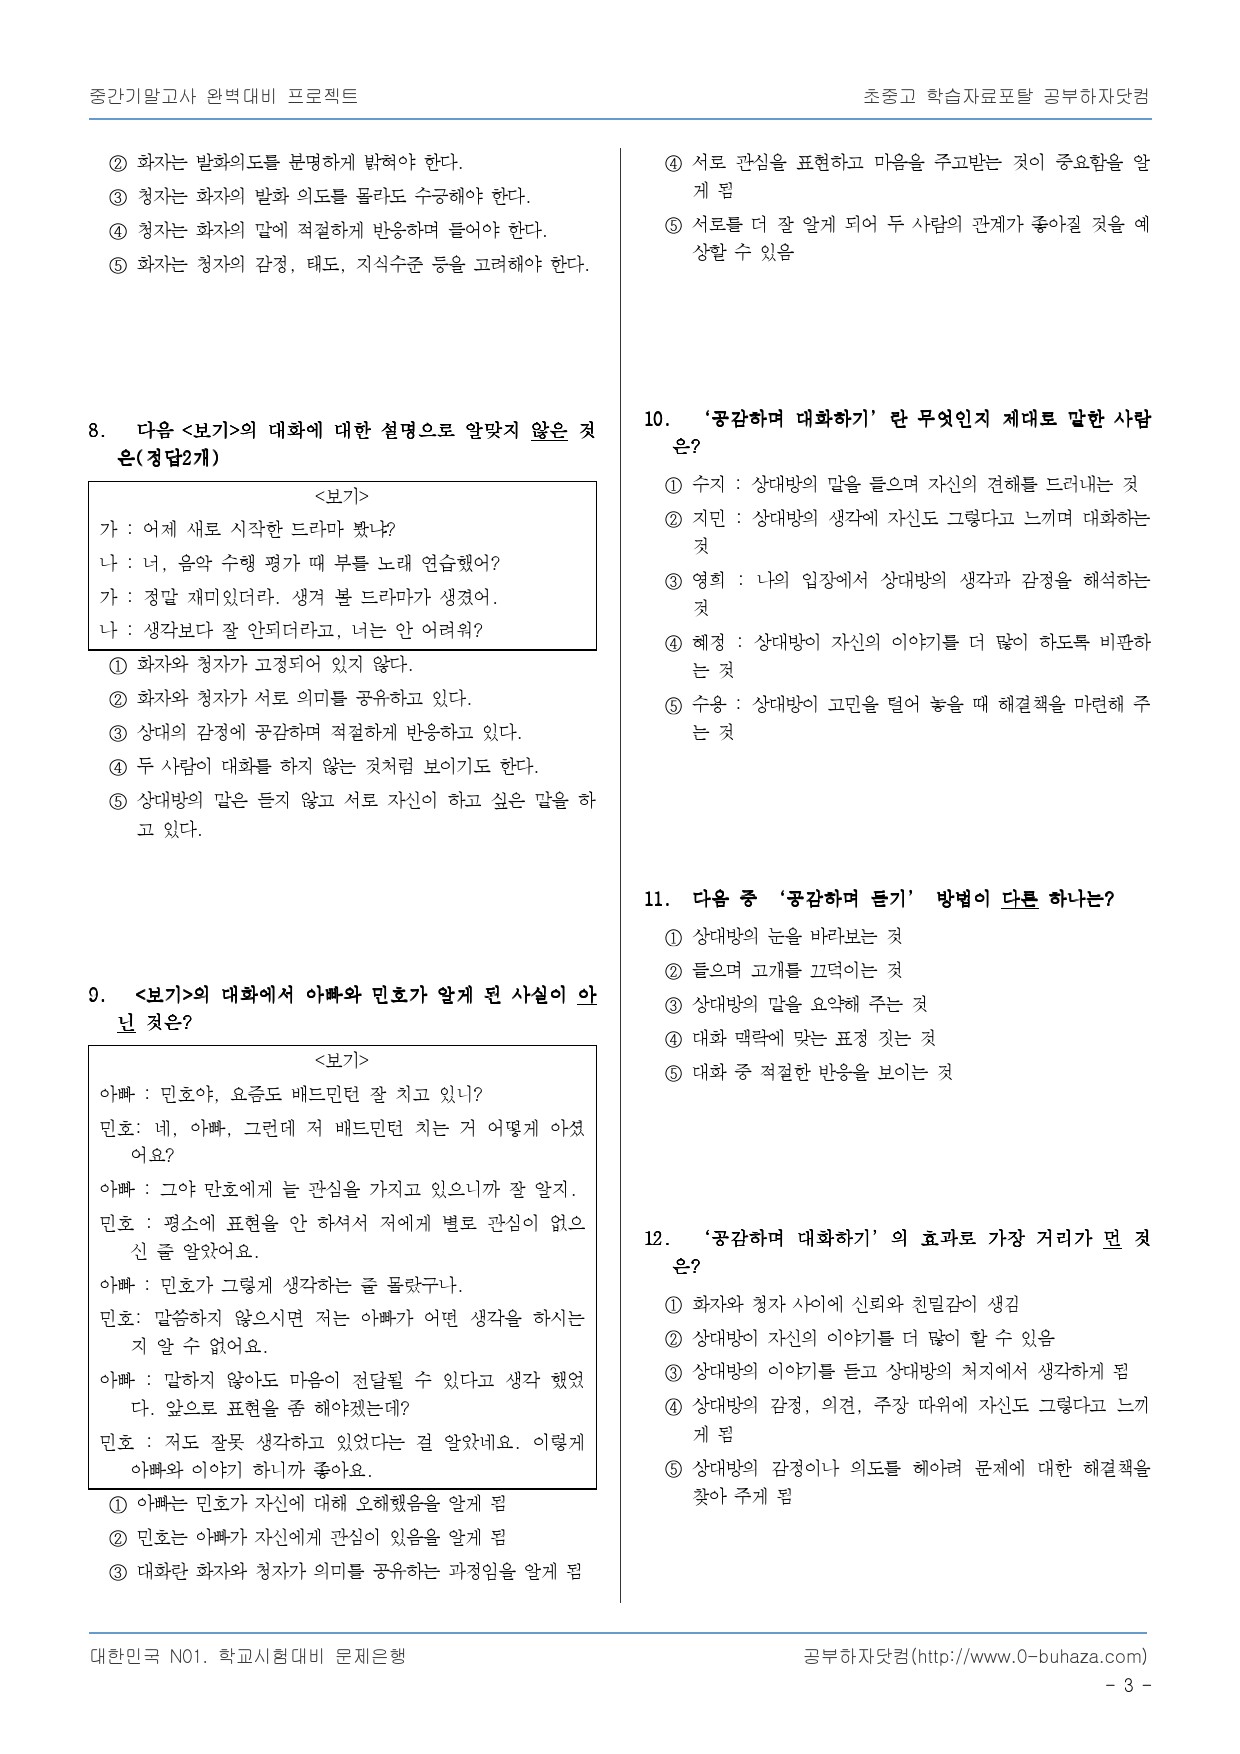 중간기말고사 완벽대비 프로젝트
초중고 학습자료포탈 공부하자닷컴
② 화자는 발화의도를 분명하게 밝혀야 한다.
③ 청자는 화자의 발화 의도를 몰라도 수긍해야 한다.
④ 청자는 화자의 말에 적절하게 반응하며 들어야 한다.
⑤ 화자는 청자의 감정, 태도, 지식수준 등을 고려해야 한다.
8. 다음 <보기>의 대화에 대한 설명으로 알맞지 않은 것
은(정답2개)
<보기>
가 : 어제 새로 시작한 드라마 봤냐?
나 : 너, 음악 수행 평가 때 부를 노래 연습했어?
가 : 정말 재미있더라. 생겨 볼 드라마가 생겼어.
나 : 생각보다 잘 안되더라고, 너는 안 어려워?
① 화자와 청자가 고정되어 있지 않다.
② 화자와 청자가 서로 의미를 공유하고 있다.
③ 상대의 감정에 공감하며 적절하게 반응하고 있다.
④ 두 사람이 대화를 하지 않는 것처럼 보이기도 한다.
⑤ 상대방의 말은 듣지 않고 서로 자신이 하고 싶은 말을 하
고 있다.
9. <보기>의 대화에서 아빠와 민호가 알게 된 사실이 아
닌 것은?
<보기>
아빠 : 민호야, 요즘도 배드민턴 잘 치고 있니?
민호: 네, 아빠, 그런데 저 배드민턴 치는 거 어떻게 아셨
어요?
아빠 : 그야 만호에게 늘 관심을 가지고 있으니까 잘 알지.
민호 : 평소에 표현을 안 하셔서 저에게 별로 관심이 없으
신 줄 알았어요.
아빠 : 민호가 그렇게 생각하는 줄 몰랐구나.
민호: 말씀하지 않으시면 저는 아빠가 어떤 생각을 하시는
지 알 수 없어요.
아빠 : 말하지 않아도 마음이 전달될 수 있다고 생각 했었
다. 앞으로 표현을 좀 해야겠는데?
민호 : 저도 잘못 생각하고 있었다는 걸 알았네요. 이렇게
아빠와 이야기 하니까 좋아요.
① 아빠는 민호가 자신에 대해 오해했음을 알게 됨
② 민호는 아빠가 자신에게 관심이 있음을 알게 됨
③ 대화란 화자와 청자가 의미를 공유하는 과정임을 알게 됨
④ 서로 관심을 표현하고 마음을 주고받는 것이 중요함을 알
게 됨
⑤ 서로를 더 잘 알게 되어 두 사람의 관계가 좋아질 것을 예
상할 수 있음
10. ‘공감하며 대화하기’란 무엇인지 제대로 말한 사람
은?
① 수지 : 상대방의 말을 들으며 자신의 견해를 드러내는 것
② 지민 : 상대방의 생각에 자신도 그렇다고 느끼며 대화하는
것
③ 영희 : 나의 입장에서 상대방의 생각과 감정을 해석하는
것
④ 혜정 : 상대방이 자신의 이야기를 더 많이 하도록 비판하
는 것
⑤ 수용 : 상대방이 고민을 털어 놓을 때 해결책을 마련해 주
는 것
11. 다음 중 ‘공감하며 듣기’ 방법이 다른 하나는?
① 상대방의 눈을 바라보는 것
② 들으며 고개를 끄덕이는 것
③ 상대방의 말을 요약해 주는 것
④ 대화 맥락에 맞는 표정 짓는 것
⑤ 대화 중 적절한 반응을 보이는 것
12. ‘공감하며 대화하기’의 효과로 가장 거리가 먼 것
은?
① 화자와 청자 사이에 신뢰와 친밀감이 생김
② 상대방이 자신의 이야기를 더 많이 할 수 있음
③ 상대방의 이야기를 듣고 상대방의 처지에서 생각하게 됨
④ 상대방의 감정, 의견, 주장 따위에 자신도 그렇다고 느끼
게 됨
⑤ 상대방의 감정이나 의도를 헤아려 문제에 대한 해결책을
찾아 주게 됨
대한민국 N01. 학교시험대비 문제은행
공부하자닷컴(http://www.0-buhaza.com)
- 3 -